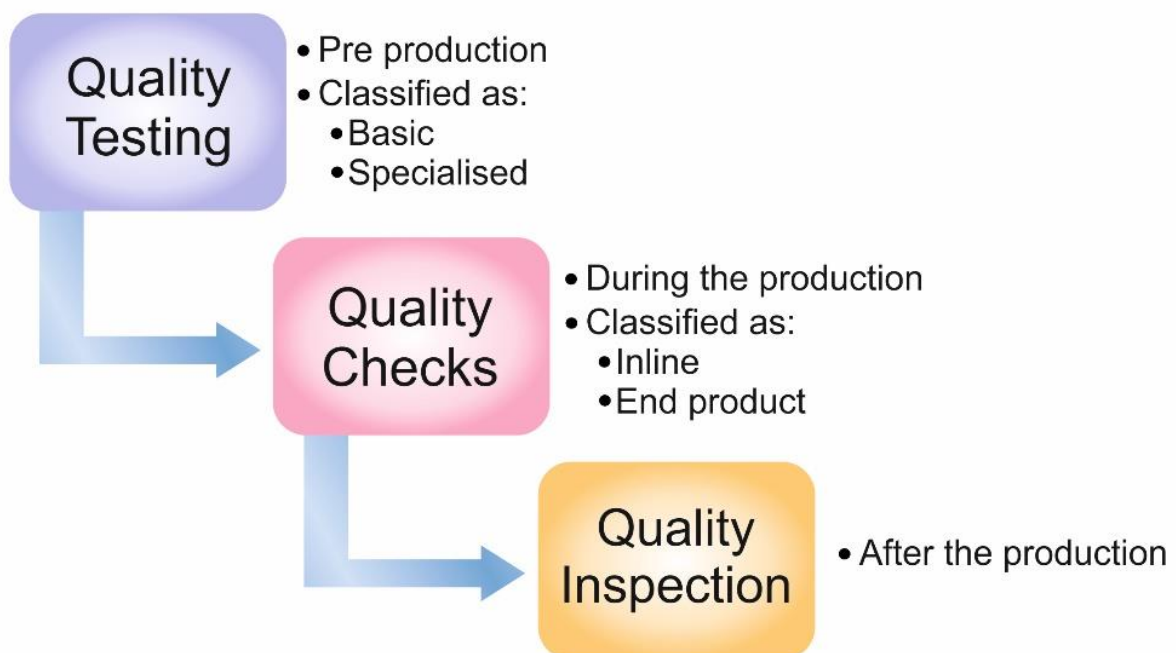 Quality
Testing
• Pre production
• Classified as:
• Basic
• Specialised
Quality
Checks
• During the production
• Classified as:
• Inline
• End product
Quality
Inspection
• After the production